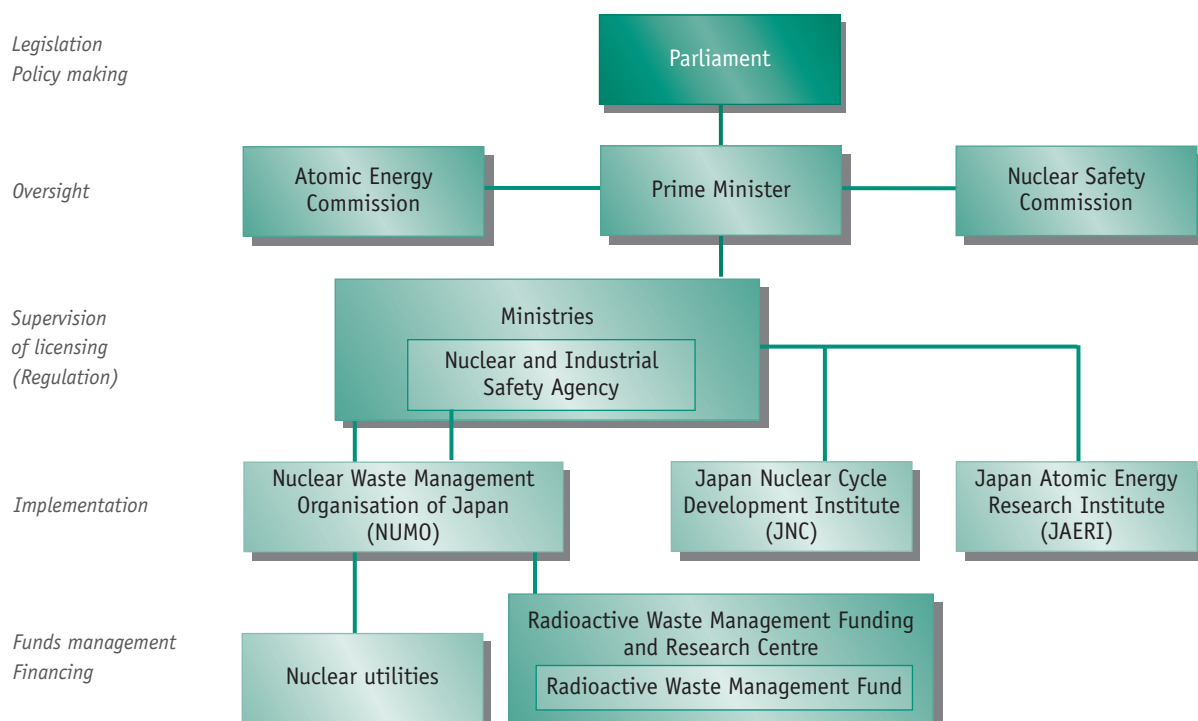 Legislation
Policy making
Parliament
Oversight
Atomic Energy
Commission
Prime Minister
Nuclear Safety
Commission
Supervision
of licensing
(Regulation)
Ministries
Nuclear and Industrial
Safety Agency
Implementation
Nuclear Waste Management
Organisation of Japan
(NUMO)
Japan Nuclear Cycle
Development Institute
(JNC)
Japan Atomic Energy
Research Institute
(JAERI)
Funds management
Financing
Nuclear utilities
Radioactive Waste Management Funding
and Research Centre
Radioactive Waste Management Fund